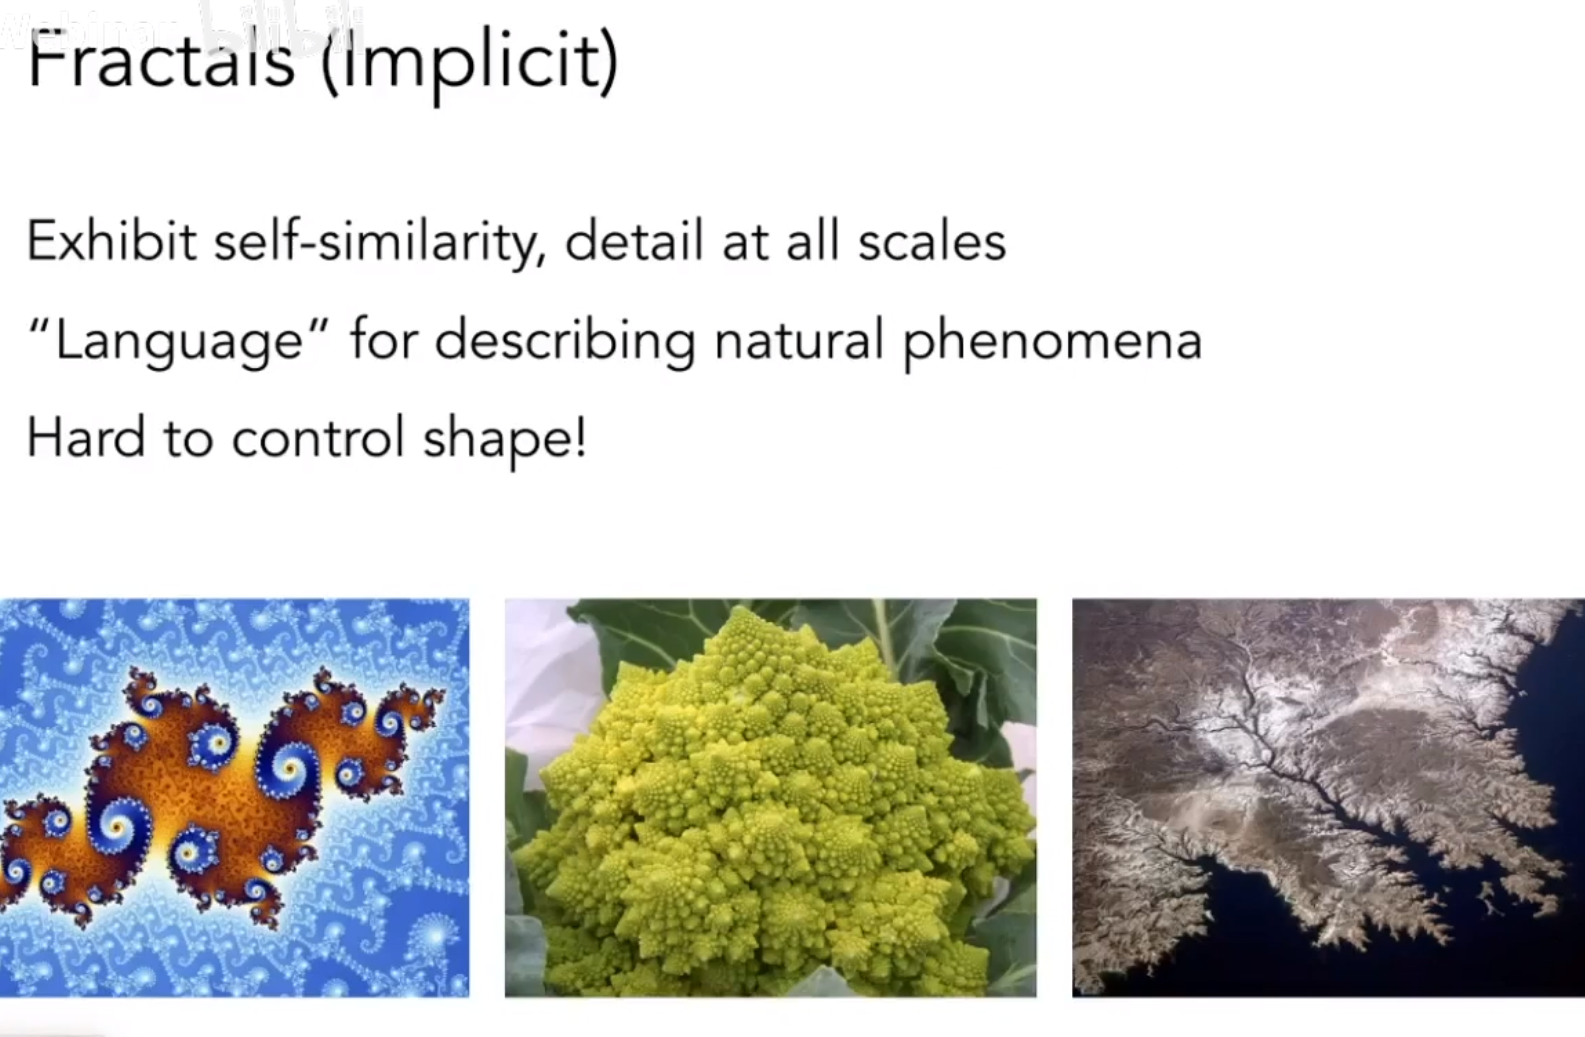 Webinar bilibili
Fractals (Implicit)
Exhibit self-similarity, detail at all scales
“Language” for describing natural phenomena
Hard to control shape!